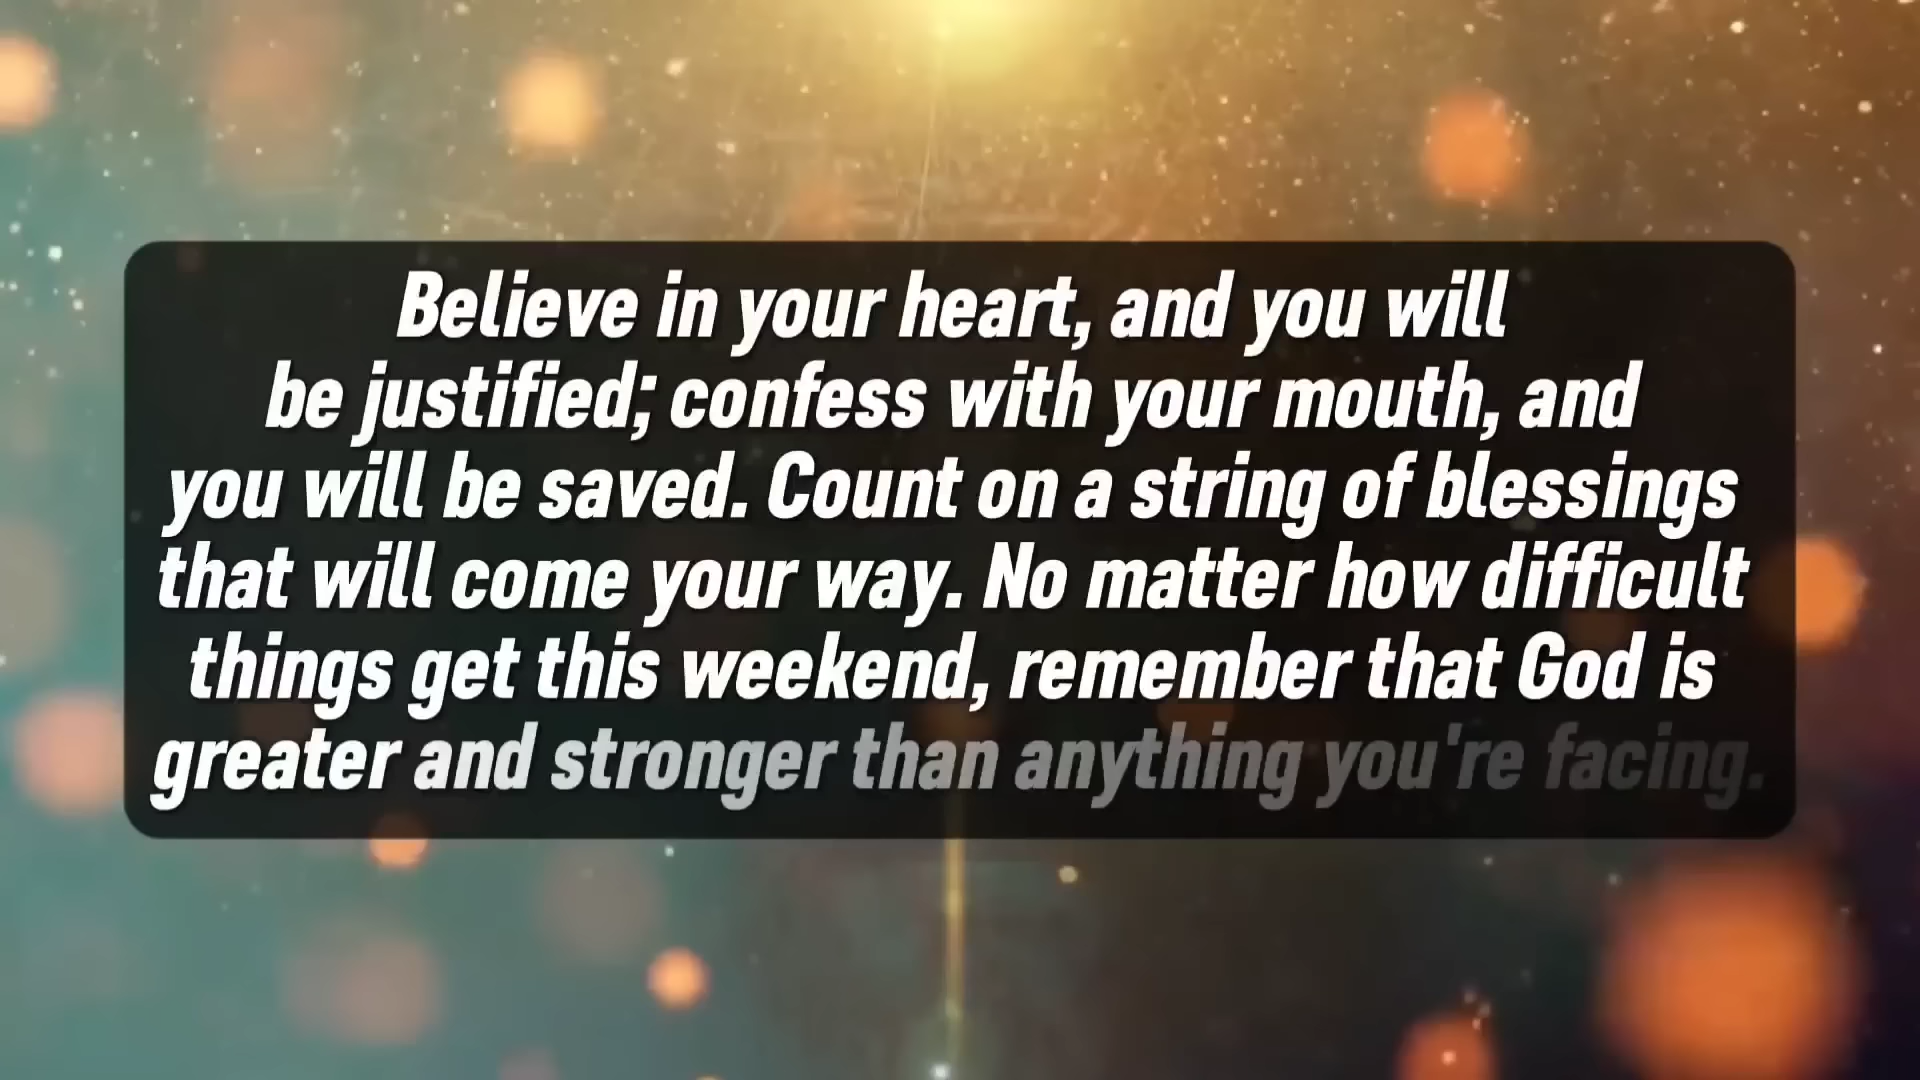 Believe in your heart, and you will
be justified; confess with your mouth, and
you will be saved. Count on a string of blessings
that will come your way. No matter how difficult
things get this weekend, remember that God is
greater and stronger than anything you're facing.